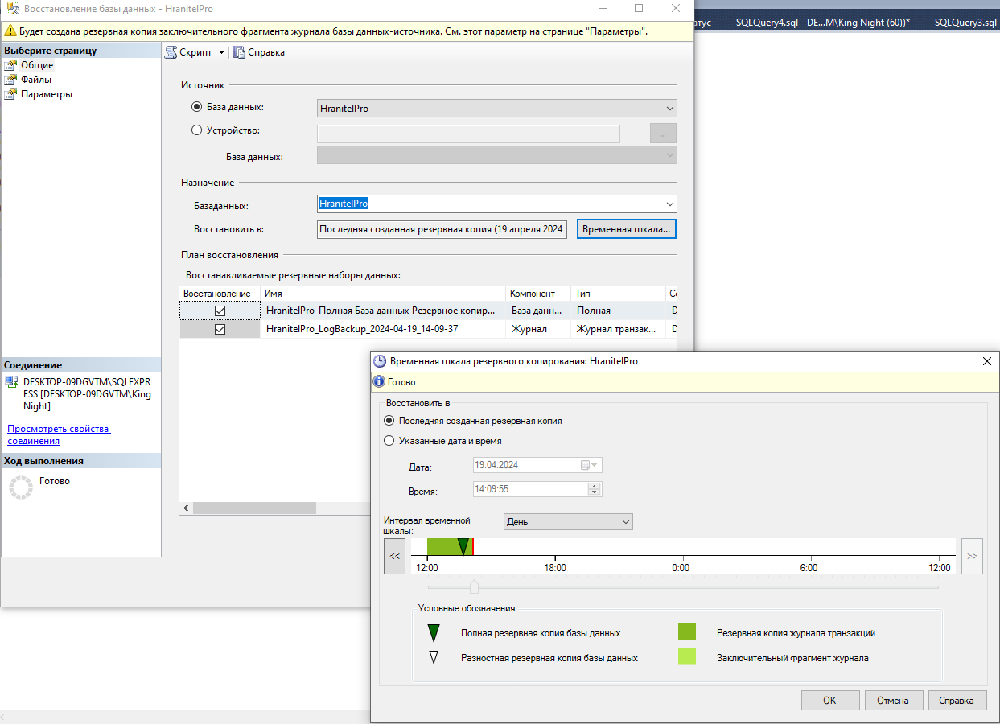 Восстановление базы данных - HranitelPro
Будет создана резервная копия заключительного фрагмента журнала базы данных-источника. См. этот параметр на странице "Параметры".
SQLQuery4.sql - DE...M\King Night (60))*
SQLQuery3.sql
Выберите страницу
Общие
Файлы
Параметры
Скрипт
Справка
Источник
База данных:
HranitelPro
Устройство:
...
База данных:
Назначение
Базаданных:
HranitelPro
Восстановить в:
Последняя созданная резервная копия (19 апреля 2024
Временная шкала...
План восстановления
Восстанавливаемые резервные наборы данных:
Восстановление Имя Компонент Тип
HranitelPro-Полная База данных Резервное копир... База данн... Полная
HranitelPro_LogBackup_2024-04-19_14-09-37 Журнал Журнал транзак...
Соединение
DESKTOP-09DGVTM\SQLEXPR
ESS [DESKTOP-09DGVTM\King
Night]
Просмотреть свойства
соединения
Ход выполнения
Готово
Временная шкала резервного копирования: HranitelPro
Готово
Восстановить в
Последняя созданная резервная копия
Указанные дата и время
Дата:
19.04.2024
Время:
14:09:55
Интервал временной
шкалы:
День
<<
>>
12:00 18:00 0:00 6:00 12:00
Условные обозначения
Полная резервная копия базы данных
Резервная копия журнала транзакций
Разностная резервная копия базы данных
Заключительный фрагмент журнала
OK
Отмена
Справка